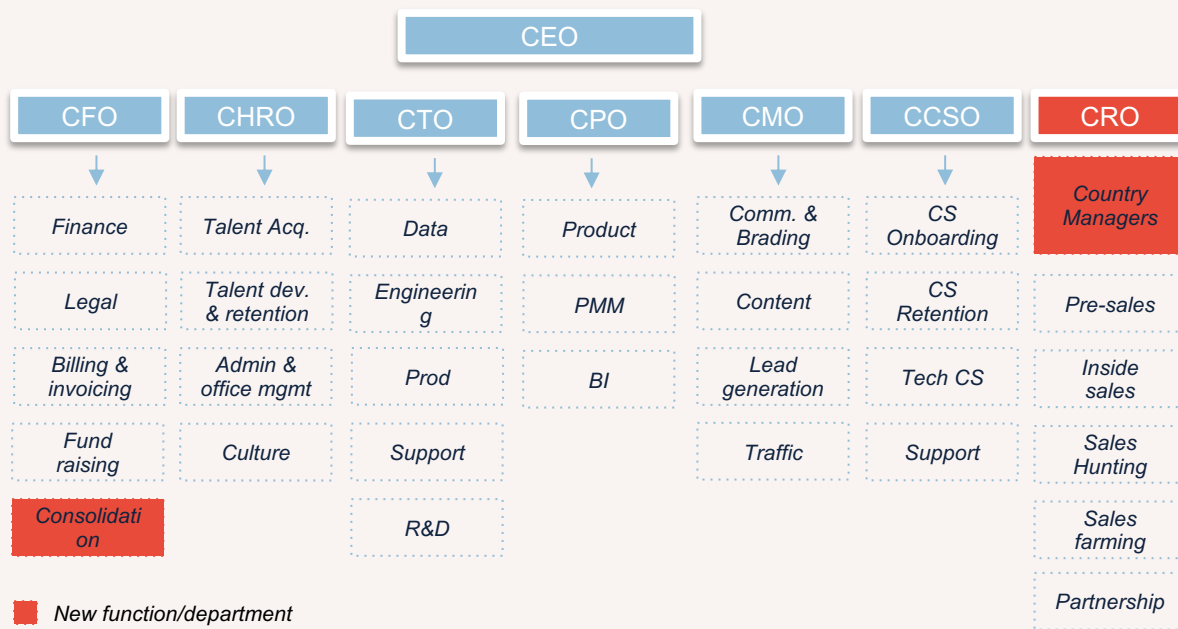 CEO
CFO
CHRO
CTO
CPO
CMO
CCSO
CRO
Finance
Legal
Billing &
invoicing
Fund
raising
Consolidati
on
Talent Acq.
Talent dev.
& retention
Admin &
office mgmt
Culture
Data
Engineerin
g
Prod
Support
R&D
Product
PMM
BI
Comm. &
Brading
Content
Lead
generation
Traffic
CS
Onboarding
CS
Retention
Tech CS
Support
Country
Managers
Pre-sales
Inside
sales
Sales
Hunting
Sales
farming
Partnership
New function/department